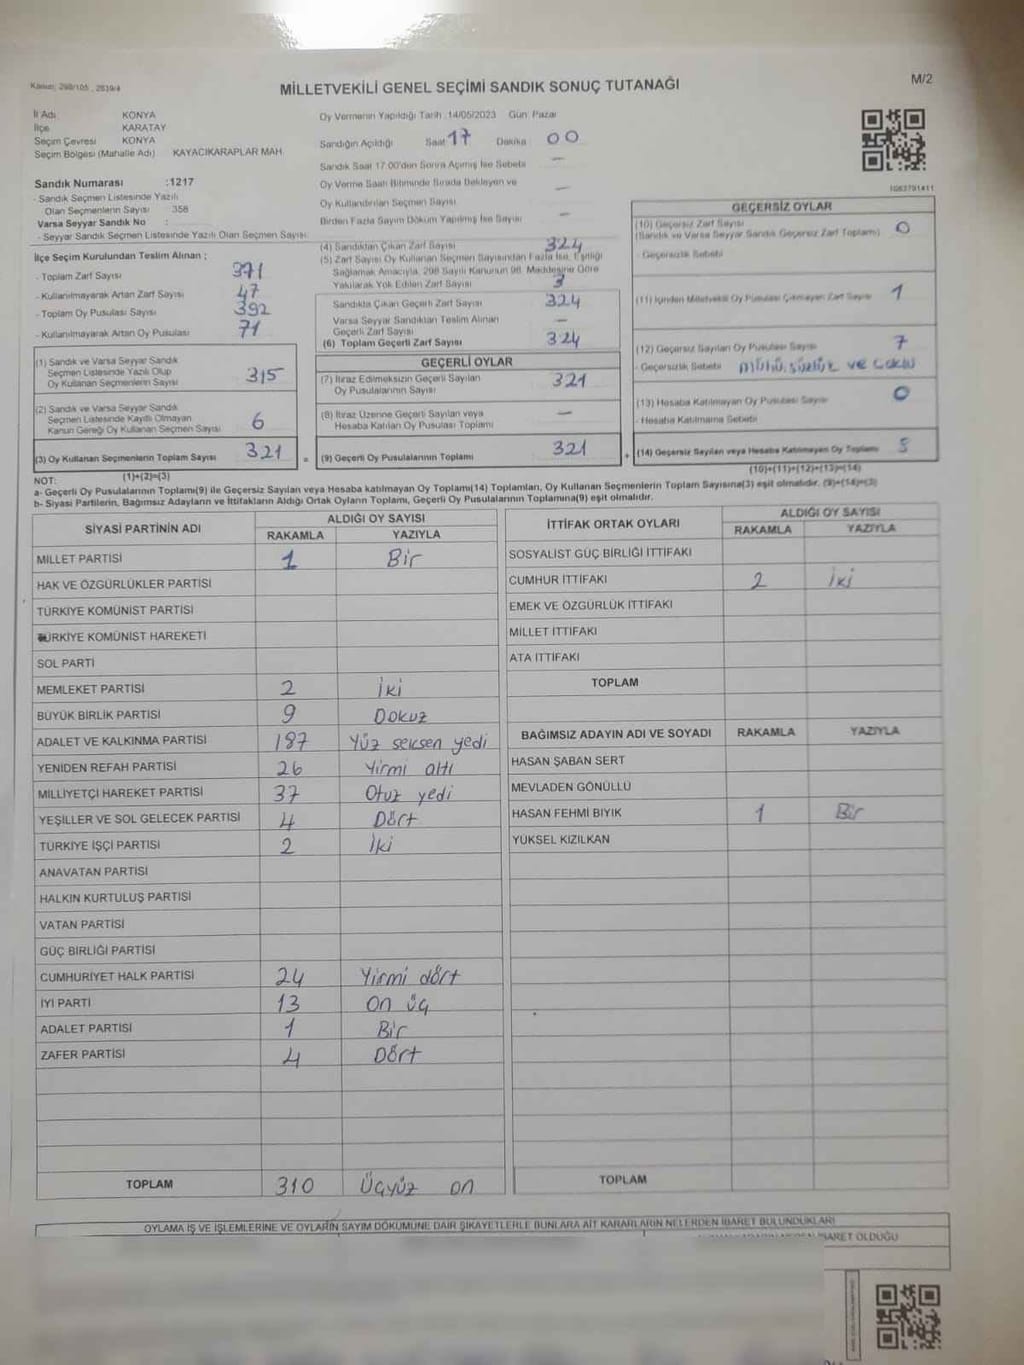 Kanun; 298/105 , 2839/4
MİLLETVEKİLİ GENEL SEÇİMİ SANDIK SONUÇ TUTANAĞI
M/2
İl Adı KONYA
İlçe KARATAY
Seçim Çevresi KONYA
Seçim Bölgesi (Mahalle Adı) KAYACIKARAPLAR MAH.
Sandık Numarası :1217
- Sandık Seçmen Listesinde Yazılı
Olan Seçmenlerin Sayısı 358
Varsa Seyyar Sandık No :
- Seyyar Sandık Seçmen Listesinde Yazılı Olan Seçmen Sayısı:
İlçe Seçim Kurulundan Teslim Alınan ;
- Toplam Zarf Sayısı 371
- Kullanılmayarak Artan Zarf Sayısı 47
- Toplam Oy Pusulası Sayısı 392
- Kullanılmayarak Artan Oy Pusulası 71
(1) Sandık ve Varsa Seyyar Sandık
Seçmen Listesinde Yazılı Olup
Oy Kullanan Seçmenlerin Sayısı 315
(2) Sandık ve Varsa Seyyar Sandık
Seçmen Listesinde Kayıtlı Olmayan
Kanun Gereği Oy Kullanan Seçmen Sayısı 6
(3) Oy Kullanan Seçmenlerin Toplam Sayısı 321 =
(1)+(2)=(3)
Oy Vermenin Yapıldığı Tarih :14/05/2023 Gün: Pazar
Sandığın Açıldığı Saat 17 Dakika 00
Sandık Saat 17:00'den Sonra Açılmış İse Sebebi —
Oy Verme Saati Bitiminde Sırada Bekleyen ve
Oy Kullandırılan Seçmen Sayısı —
Birden Fazla Sayım Döküm Yapılmış İse Sayısı —
(4) Sandıktan Çıkan Zarf Sayısı 324
(5) Zarf Sayısı Oy Kullanan Seçmen Sayısından Fazla İse, Eşitliği
Sağlamak Amacıyla, 298 Sayılı Kanunun 98. Maddesine Göre
Yakılarak Yok Edilen Zarf Sayısı 3
Sandıkta Çıkan Geçerli Zarf Sayısı 324
Varsa Seyyar Sandıktan Teslim Alınan
Geçerli Zarf Sayısı —
(6) Toplam Geçerli Zarf Sayısı 324
GEÇERLİ OYLAR
(7) İtiraz Edilmeksizin Geçerli Sayılan
Oy Pusulalarının Sayısı 321
(8) İtiraz Üzerine Geçerli Sayılan veya
Hesaba Katılan Oy Pusulası Toplamı —
(9) Geçerli Oy Pusulalarının Toplamı 321 +
1063791411
GEÇERSİZ OYLAR
(10) Geçersiz Zarf Sayısı
(Sandık ve Varsa Seyyar Sandık Geçersiz Zarf Toplamı) 0
- Geçersizlik Sebebi
(11) İçinden Milletvekili Oy Pusulası Çıkmayan Zarf Sayısı 1
(12) Geçersiz Sayılan Oy Pusulası Sayısı 7
- Geçersizlik Sebebi mühürsüzlük ve çoklu
(13) Hesaba Katılmayan Oy Pusulası Sayısı 0
- Hesaba Katılmama Sebebi
(14) Geçersiz Sayılan veya Hesaba Katılmayan Oy Toplamı
(10)+(11)+(12)+(13)=(14)
NOT:
a- Geçerli Oy Pusulalarının Toplamı(9) ile Geçersiz Sayılan veya Hesaba katılmayan Oy Toplamı(14) Toplamları, Oy Kullanan Seçmenlerin Toplam Sayısına(3) eşit olmalıdır. (9)+(14)=(3)
b- Siyasi Partilerin, Bağımsız Adayların ve İttifakların Aldığı Ortak Oyların Toplamı, Geçerli Oy Pusulalarının Toplamına(9) eşit olmalıdır.
SİYASİ PARTİNİN ADI ALDIĞI OY SAYISI
RAKAMLA YAZIYLA
MİLLET PARTİSİ 1 Bir
HAK VE ÖZGÜRLÜKLER PARTİSİ
TÜRKİYE KOMÜNİST PARTİSİ
TÜRKİYE KOMÜNİST HAREKETİ
SOL PARTİ
MEMLEKET PARTİSİ 2 İki
BÜYÜK BİRLİK PARTİSİ 9 Dokuz
ADALET VE KALKINMA PARTİSİ 187 Yüz seksen yedi
YENİDEN REFAH PARTİSİ 26 Yirmi altı
MİLLİYETÇİ HAREKET PARTİSİ 37 Otuz yedi
YEŞİLLER VE SOL GELECEK PARTİSİ 4 Dört
TÜRKİYE İŞÇİ PARTİSİ 2 İki
ANAVATAN PARTİSİ
HALKIN KURTULUŞ PARTİSİ
VATAN PARTİSİ
GÜÇ BİRLİĞİ PARTİSİ
CUMHURİYET HALK PARTİSİ 24 Yirmi dört
İYİ PARTİ 13 On üç
ADALET PARTİSİ 1 Bir
ZAFER PARTİSİ 4 Dört
TOPLAM 310 Üçyüz on
İTTİFAK ORTAK OYLARI ALDIĞI OY SAYISI
RAKAMLA YAZIYLA
SOSYALİST GÜÇ BİRLİĞİ İTTİFAKI
CUMHUR İTTİFAKI 2 İki
EMEK VE ÖZGÜRLÜK İTTİFAKI
MİLLET İTTİFAKI
ATA İTTİFAKI
TOPLAM
BAĞIMSIZ ADAYIN ADI VE SOYADI RAKAMLA YAZIYLA
HASAN ŞABAN SERT
MEVLADEN GÖNÜLLÜ
HASAN FEHMİ BIYIK 1 Bir
YÜKSEL KIZILKAN
TOPLAM
OYLAMA İŞ VE İŞLEMLERİNE VE OYLARIN SAYIM DÖKÜMÜNE DAİR ŞİKAYETLERLE BUNLARA AİT KARARLARIN NELERDEN İBARET BULUNDUKLARI
OLDUĞU